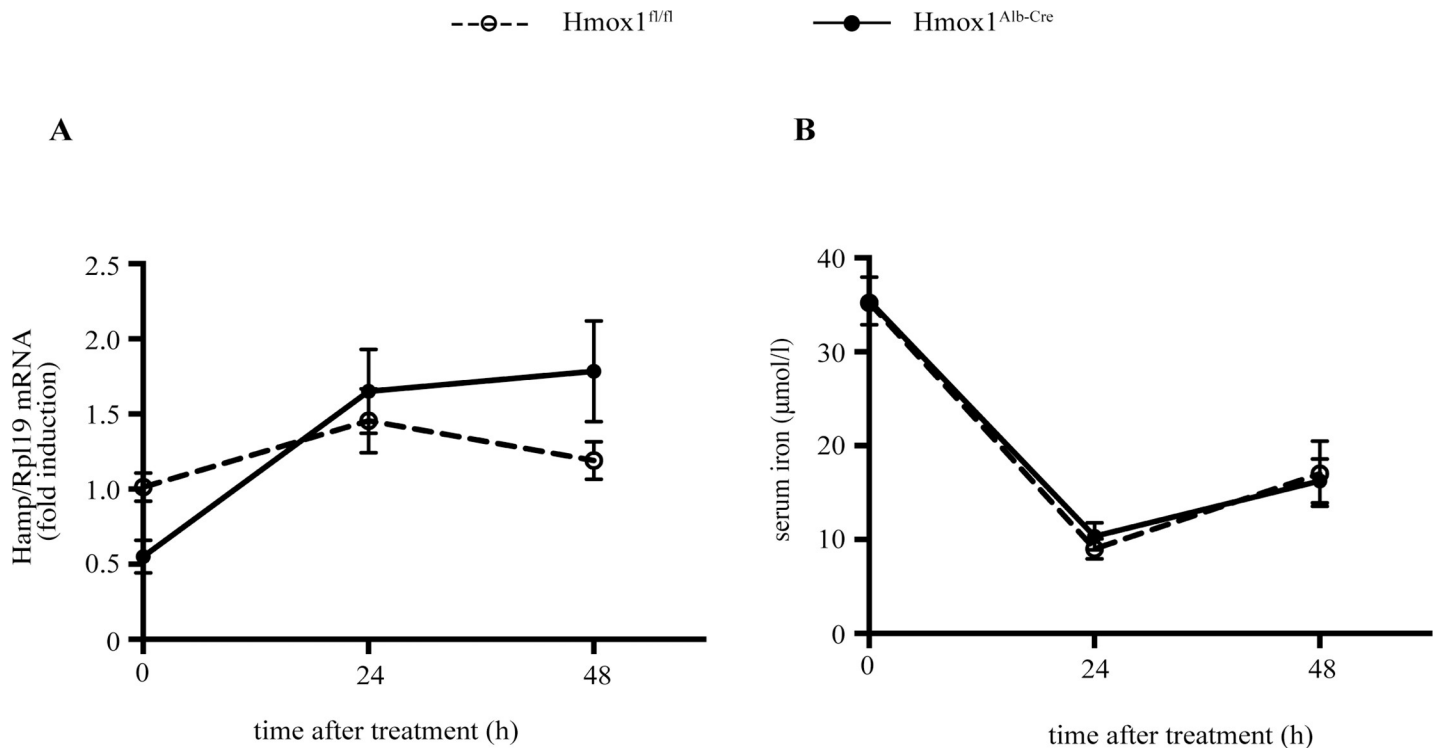 Hmox1fl/fl
Hmox1Alb-Cre
A
B
Hamp/Rpl19 mRNA
(fold induction)
2.5
2.0
1.5
1.0
0.5
0
0
24
48
time after treatment (h)
serum iron (μmol/l)
40
30
20
10
0
0
24
48
time after treatment (h)